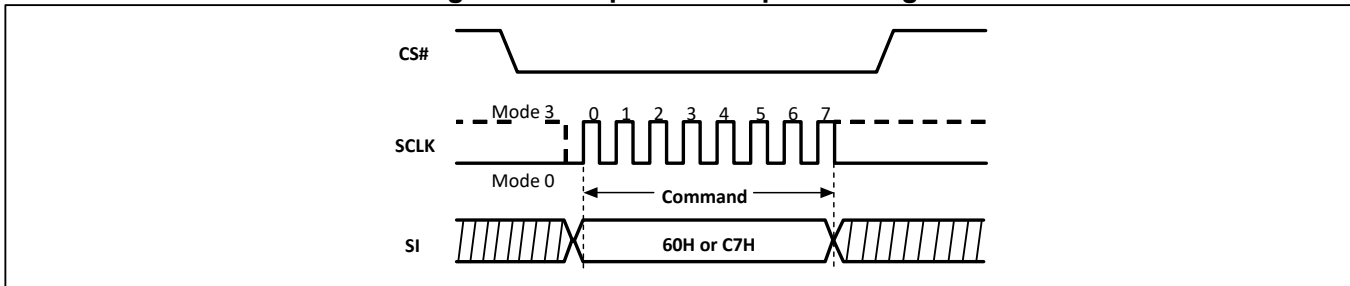 CS#
Mode 3 0 1 2 3 4 5 6 7
SCLK
Mode 0
Command
SI
60H or C7H